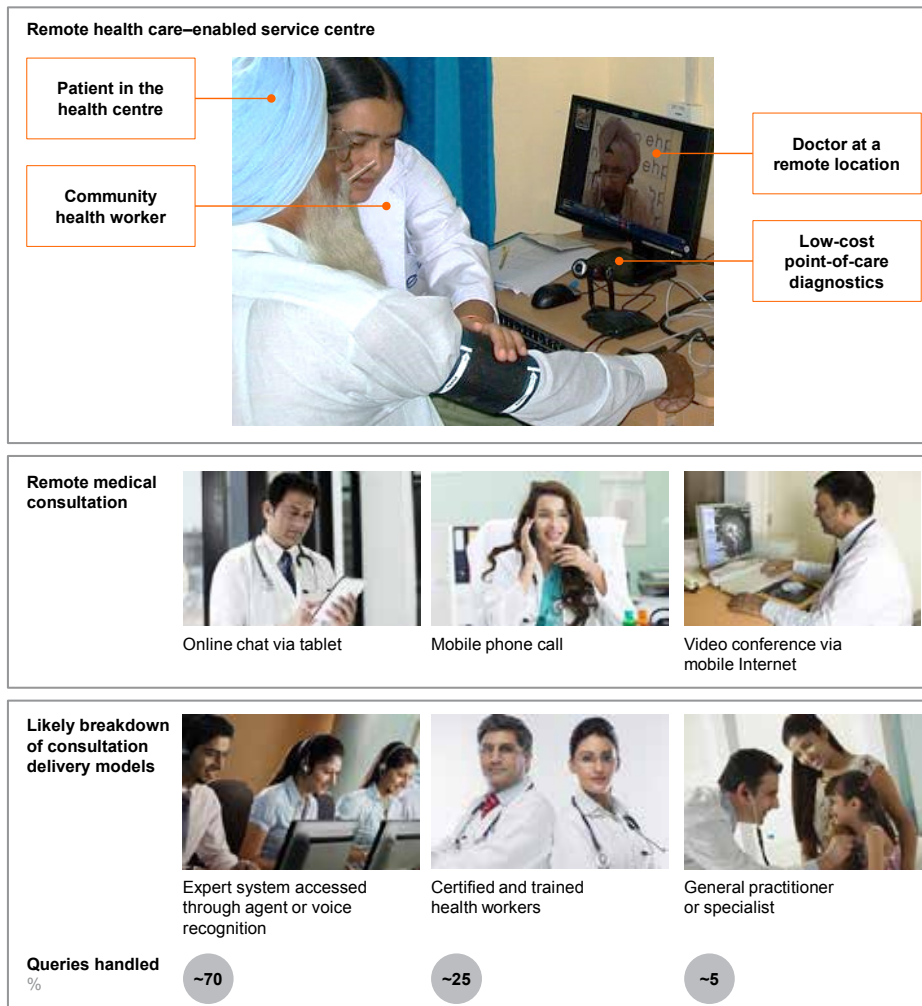 Remote health care–enabled service centre
Patient in the
health centre
Community
health worker
Doctor at a
remote location
Low-cost
point-of-care
diagnostics
Remote medical
consultation
Online chat via tablet
Mobile phone call
Video conference via
mobile Internet
Likely breakdown
of consultation
delivery models
Expert system accessed
through agent or voice
recognition
Certified and trained
health workers
General practitioner
or specialist
Queries handled
%
~70
~25
~5